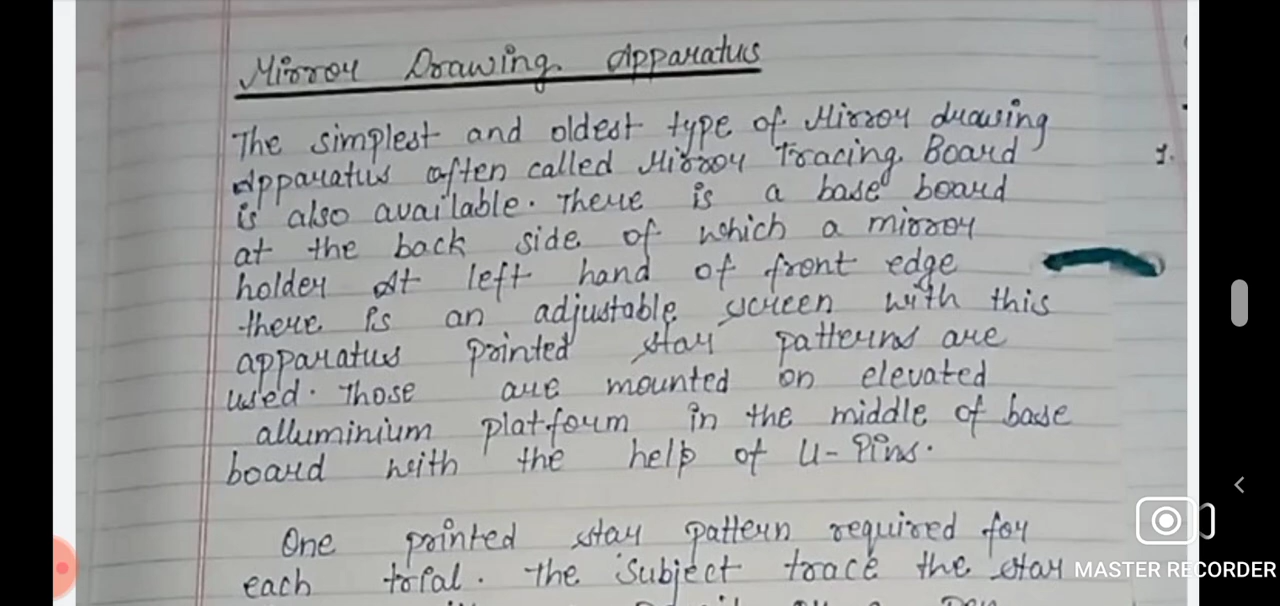 Mirror Drawing Apparatus
The simplest and oldest type of Mirror drawing
Apparatus often called Mirror Tracing Board
is also available. There is a base board
at the back side of which a mirror
holder At left hand of front edge
there is an adjustable screen with this
apparatus printed star patterns are
used. Those are mounted on elevated
alluminium platform in the middle of base
board with the help of U-Pins.
One printed star pattern required for
each trial. The Subject trace the star
1.
MASTER RECORDER